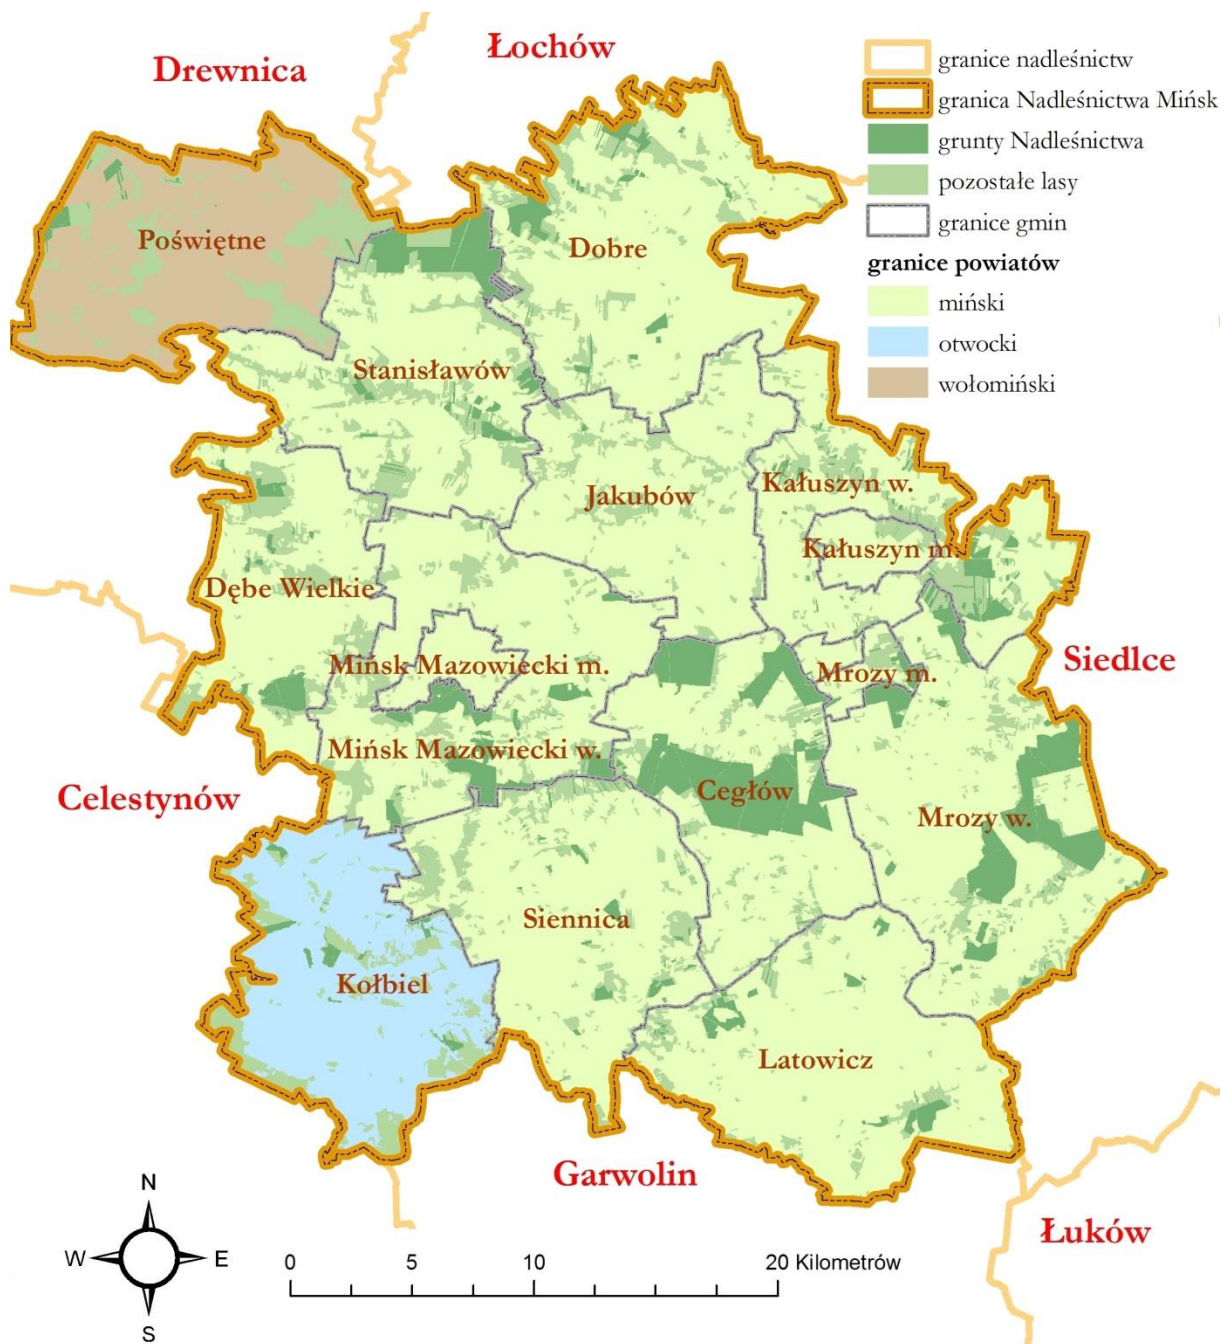 Łochów
Drewnica
granice nadleśnictw
granica Nadleśnictwa Mińsk
grunty Nadleśnictwa
pozostałe lasy
granice gmin
granice powiatów
miński
otwocki
wołomiński
Poświętne
Dobre
Stanisławów
Jakubów
Kałuszyn w.
Kałuszyn m.
Dębe Wielkie
Mińsk Mazowiecki m.
Mrozy m.
Siedlce
Mińsk Mazowiecki w.
Celestynów
Cegłów
Mrozy w.
Siennica
Kołbiel
Latowicz
Garwolin
Łuków
N
W E
S
0 5 10 20 Kilometrów